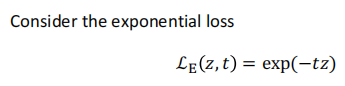 Consider the exponential loss
ℒ_E(z, t) = exp(−tz)